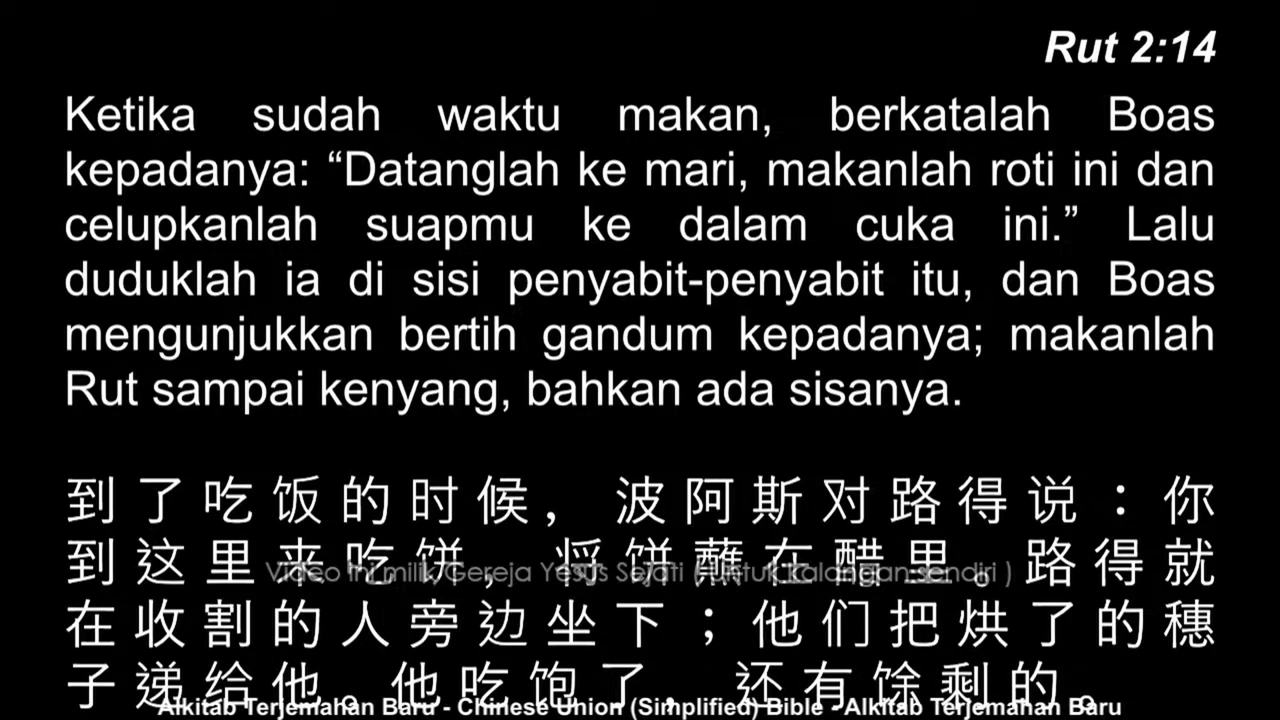 Rut 2:14
Ketika sudah waktu makan, berkatalah Boas
kepadanya: “Datanglah ke mari, makanlah roti ini dan
celupkanlah suapmu ke dalam cuka ini.” Lalu
duduklah ia di sisi penyabit-penyabit itu, dan Boas
mengunjukkan bertih gandum kepadanya; makanlah
Rut sampai kenyang, bahkan ada sisanya.
到了吃饭的时候，波阿斯对路得说：你
到这里来吃饼，将饼蘸在醋里。路得就
Video ini milik Gereja Yesus Sejati ( untuk kalangan sendiri )
在收割的人旁边坐下；他们把烘了的穗
子递给他。他吃饱了，还有馀剩的。
Alkitab Terjemahan Baru - Chinese Union (Simplified) Bible - Alkitab Terjemahan Baru